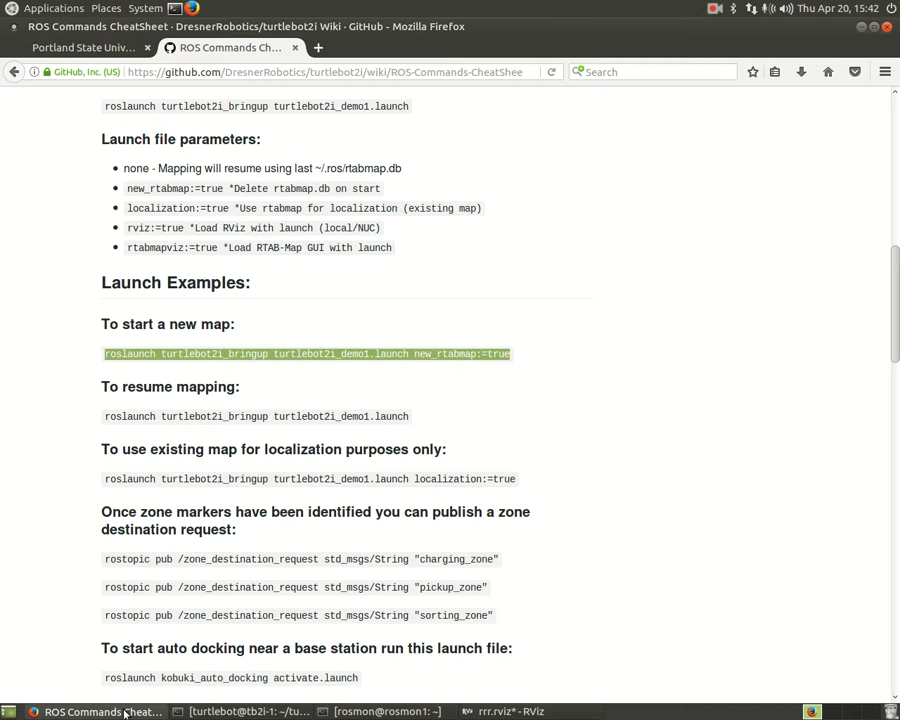 Applications Places System Thu Apr 20, 15:42
ROS Commands CheatSheet · DresnerRobotics/turtlebot2i Wiki · GitHub - Mozilla Firefox
Portland State Univ... × ROS Commands Che... ×
GitHub, Inc. (US) https://github.com/DresnerRobotics/turtlebot2i/wiki/ROS-Commands-CheatShee Search
roslaunch turtlebot2i_bringup turtlebot2i_demo1.launch
Launch file parameters:
none - Mapping will resume using last ~/.ros/rtabmap.db
new_rtabmap:=true *Delete rtabmap.db on start
localization:=true *Use rtabmap for localization (existing map)
rviz:=true *Load RViz with launch (local/NUC)
rtabmapviz:=true *Load RTAB-Map GUI with launch
Launch Examples:
To start a new map:
roslaunch turtlebot2i_bringup turtlebot2i_demo1.launch new_rtabmap:=true
To resume mapping:
roslaunch turtlebot2i_bringup turtlebot2i_demo1.launch
To use existing map for localization purposes only:
roslaunch turtlebot2i_bringup turtlebot2i_demo1.launch localization:=true
Once zone markers have been identified you can publish a zone
destination request:
rostopic pub /zone_destination_request std_msgs/String "charging_zone"
rostopic pub /zone_destination_request std_msgs/String "pickup_zone"
rostopic pub /zone_destination_request std_msgs/String "sorting_zone"
To start auto docking near a base station run this launch file:
roslaunch kobuki_auto_docking activate.launch
ROS Commands Cheat... [turtlebot@tb2i-1: ~/tu... [rosmon@rosmon1: ~] rrr.rviz* - RViz